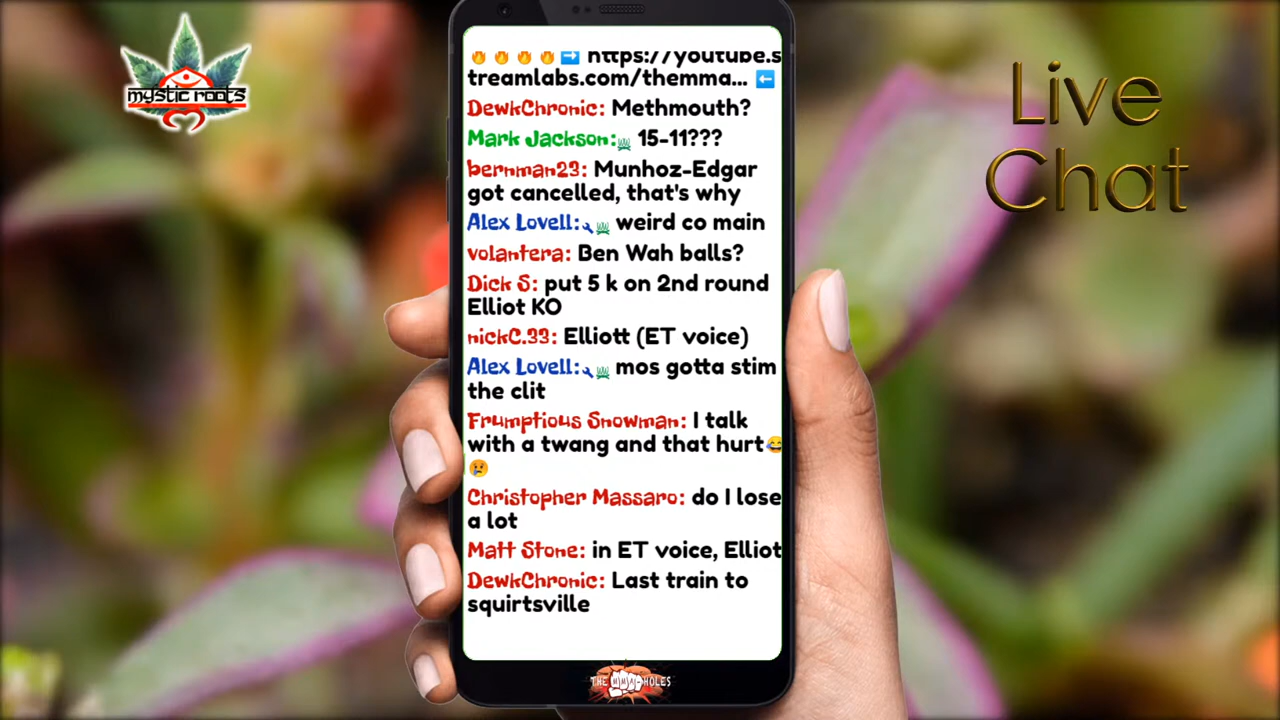 mystic roots
Live
Chat
🔥🔥🔥🔥➡️ https://youtube.s
treamlabs.com/themma... ⬅️
DewkChronic: Methmouth?
Mark Jackson: 15-11???
bernman23: Munhoz-Edgar
got cancelled, that's why
Alex Lovell: weird co main
volantera: Ben Wah balls?
Dick S: put 5 k on 2nd round
Elliot KO
nickC.33: Elliott (ET voice)
Alex Lovell: mos gotta stim
the clit
Frumptious Snowman: I talk
with a twang and that hurt😂
😢
Christopher Massaro: do I lose
a lot
Matt Stone: in ET voice, Elliot
DewkChronic: Last train to
squirtsville
THE MMA-HOLES